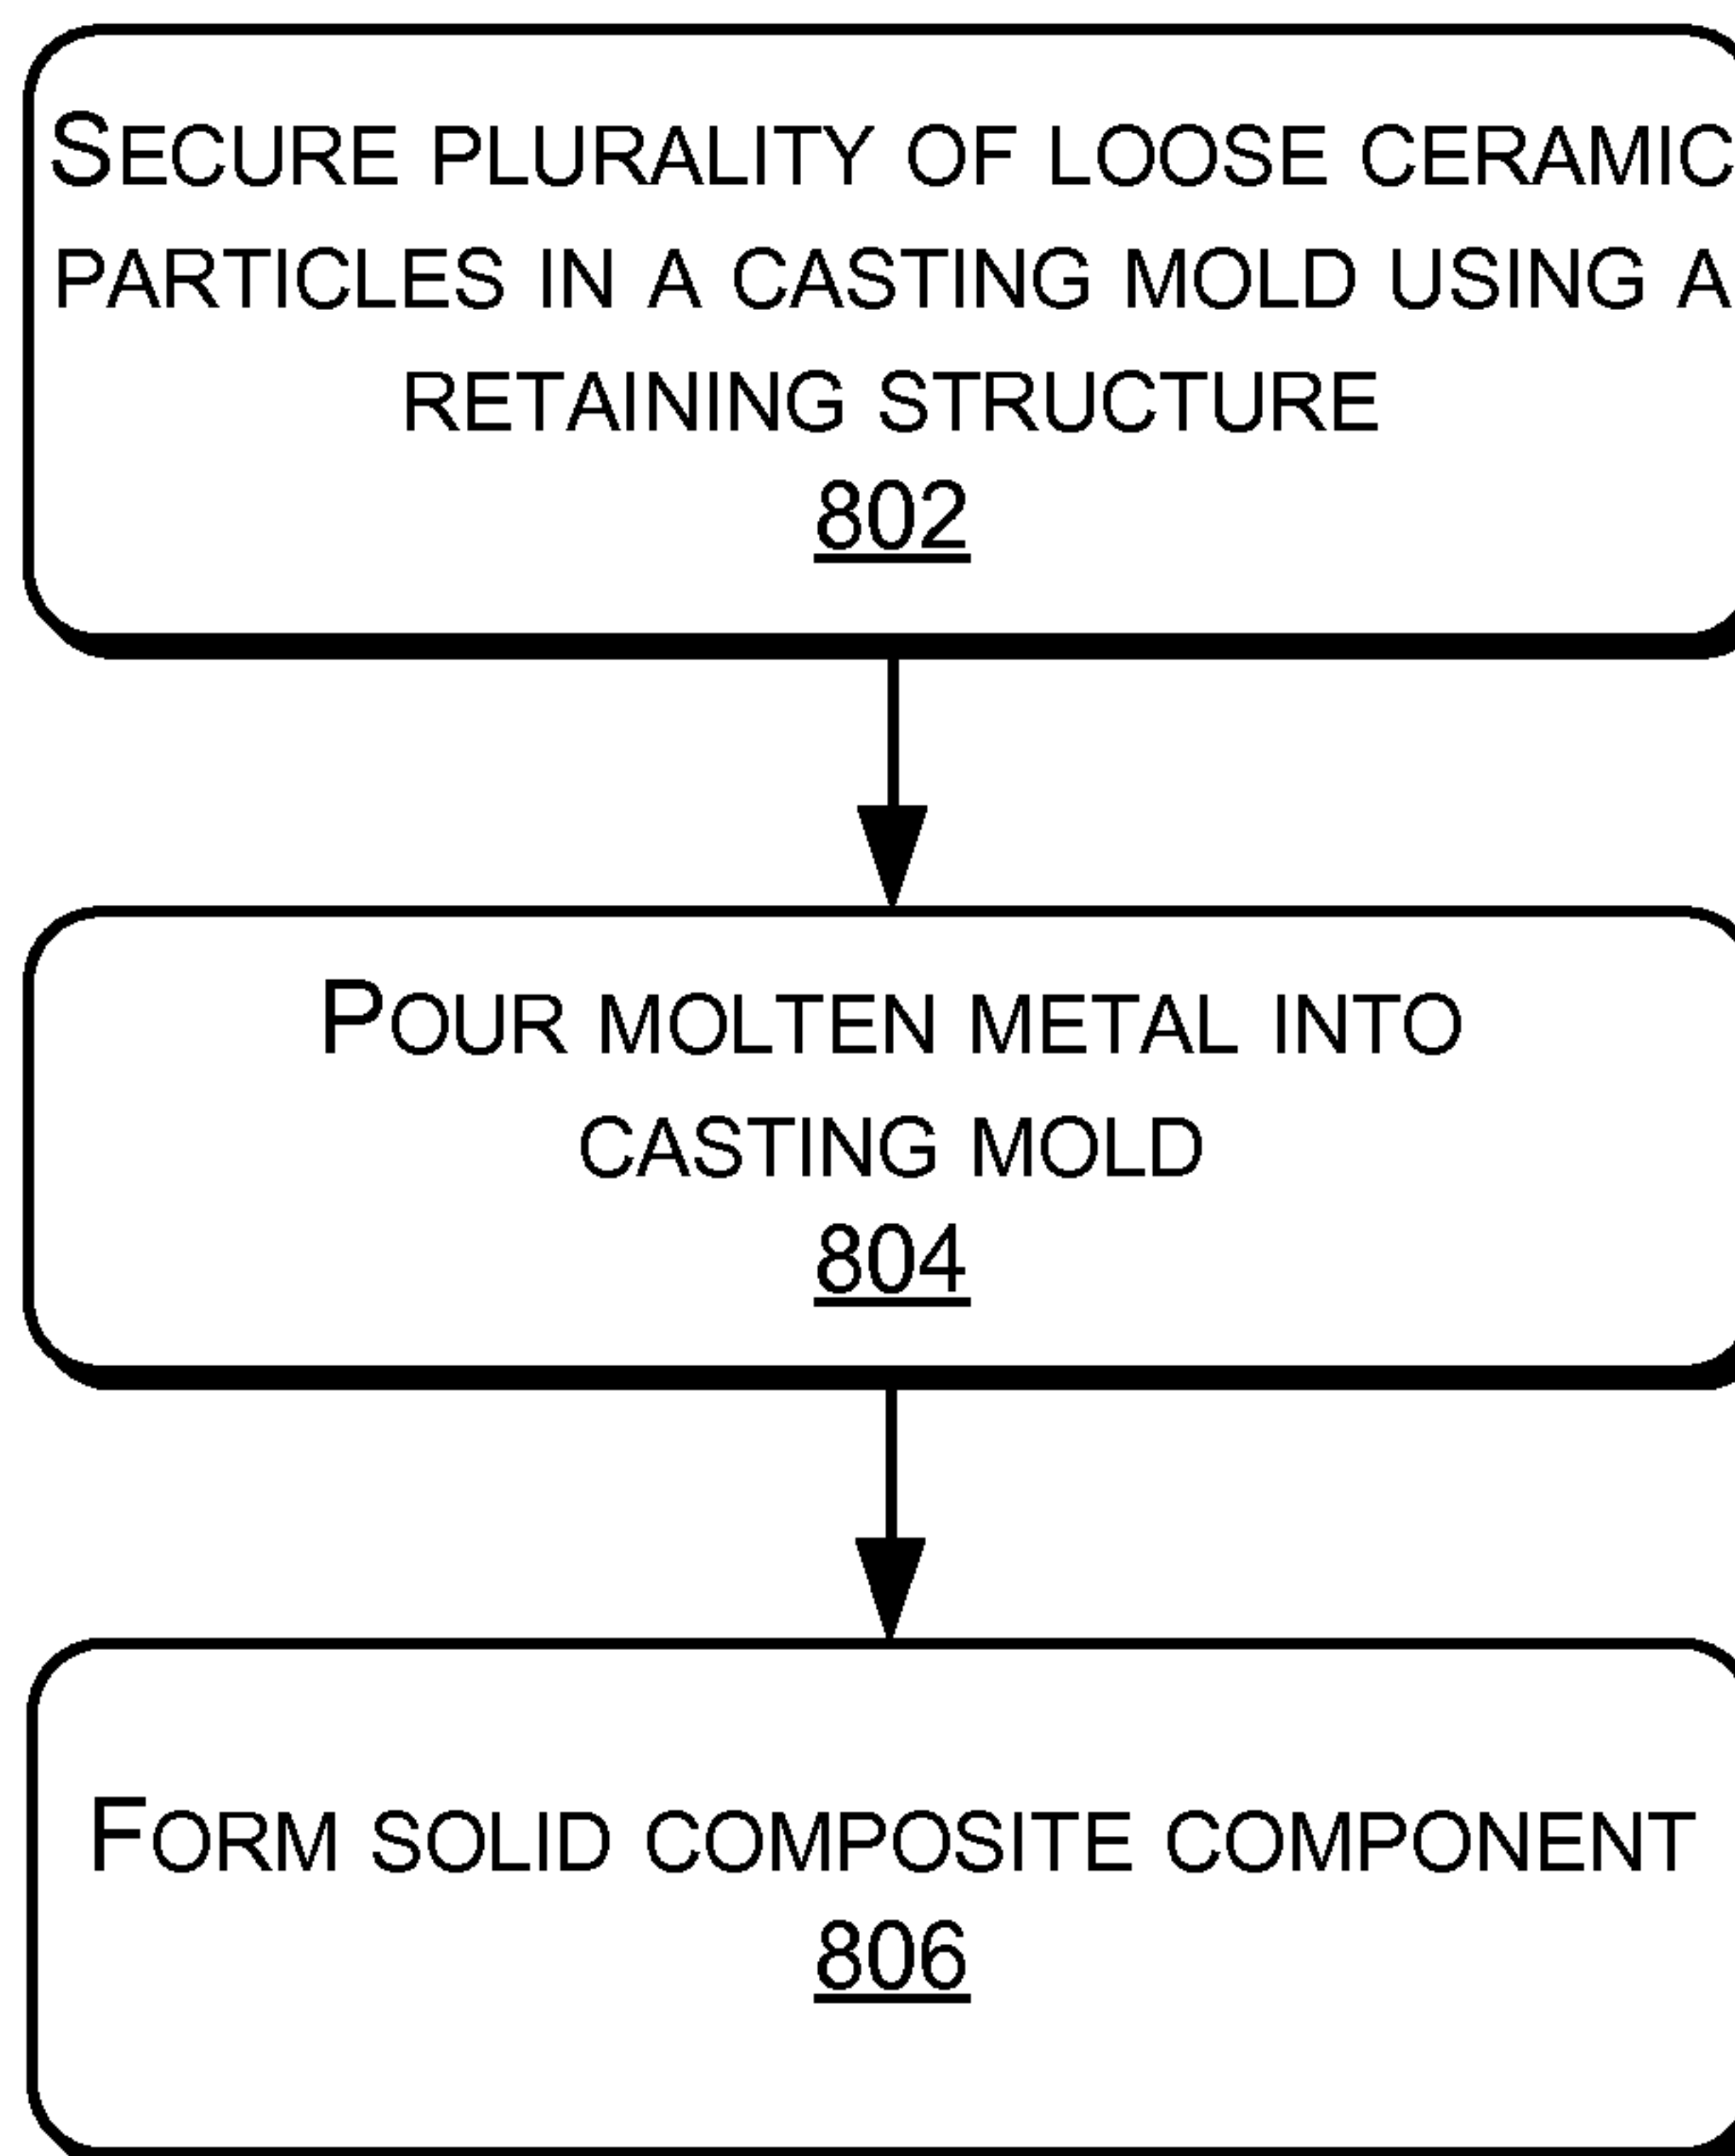 SECURE PLURALITY OF LOOSE CERAMIC
PARTICLES IN A CASTING MOLD USING A
RETAINING STRUCTURE
802
POUR MOLTEN METAL INTO
CASTING MOLD
804
FORM SOLID COMPOSITE COMPONENT
806